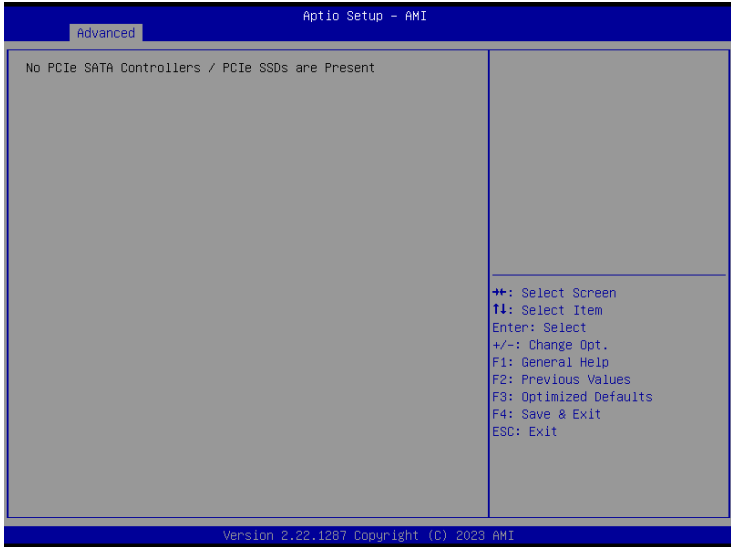 Aptio Setup – AMI
Advanced
No PCIe SATA Controllers / PCIe SSDs are Present
→←: Select Screen
↑↓: Select Item
Enter: Select
+/-: Change Opt.
F1: General Help
F2: Previous Values
F3: Optimized Defaults
F4: Save & Exit
ESC: Exit
Version 2.22.1287 Copyright (C) 2023 AMI